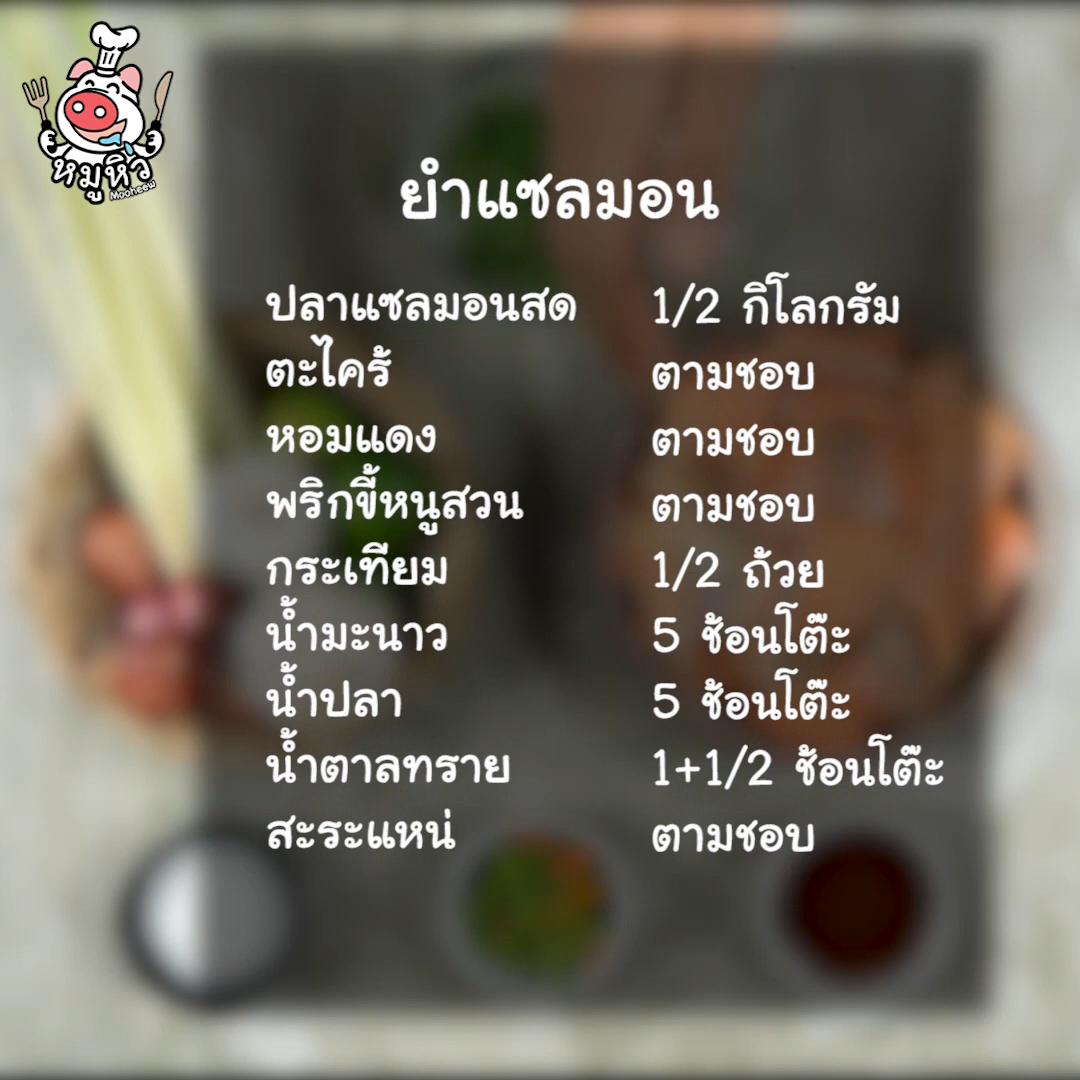 หมูหิว
Mooheew
ยำแซลมอน
ปลาแซลมอนสด 1/2 กิโลกรัม
ตะไคร้ ตามชอบ
หอมแดง ตามชอบ
พริกขี้หนูสวน ตามชอบ
กระเทียม 1/2 ถ้วย
น้ำมะนาว 5 ช้อนโต๊ะ
น้ำปลา 5 ช้อนโต๊ะ
น้ำตาลทราย 1+1/2 ช้อนโต๊ะ
สะระแหน่ ตามชอบ